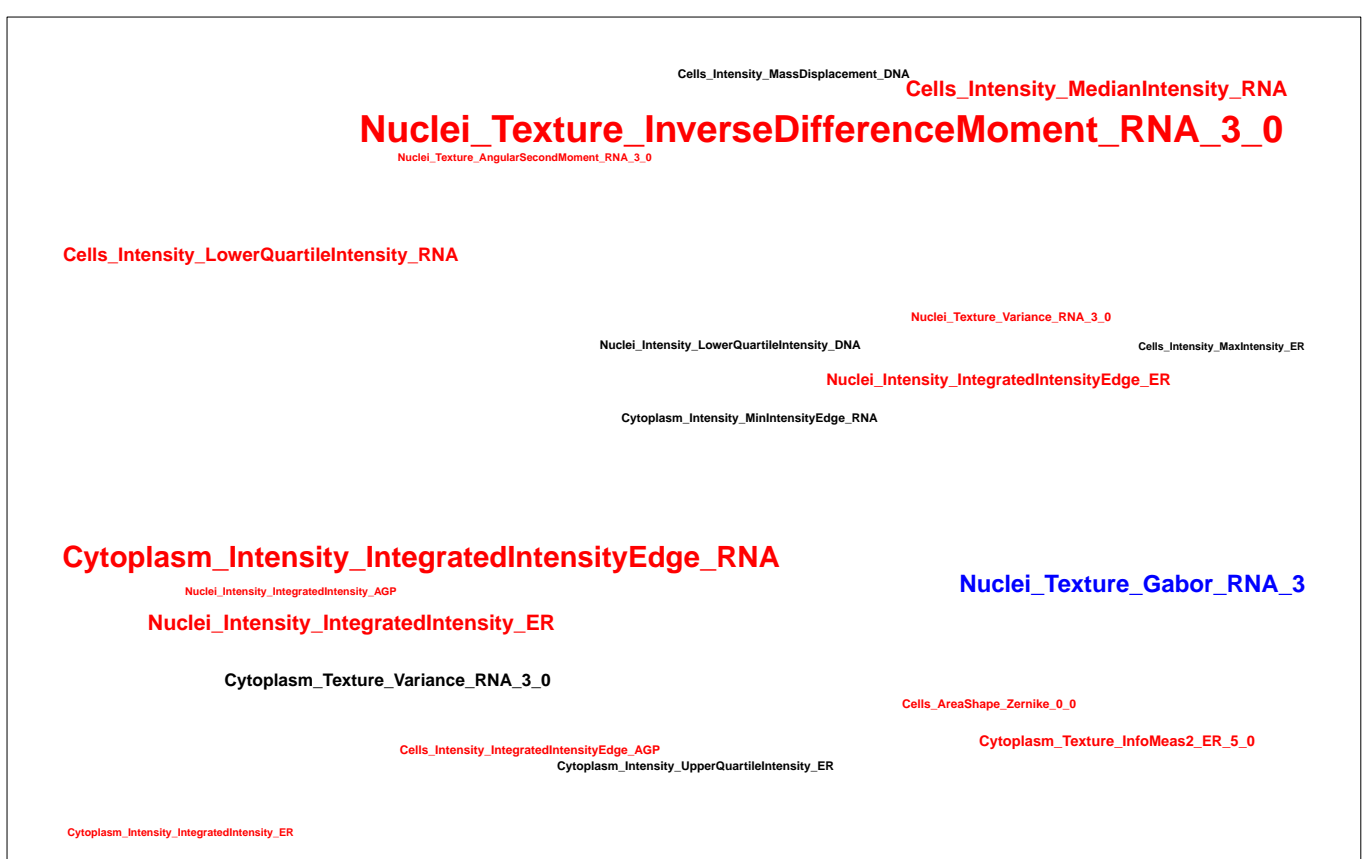 Cells_Intensity_MassDisplacement_DNA
Cells_Intensity_MedianIntensity_RNA
Nuclei_Texture_InverseDifferenceMoment_RNA_3_0
Nuclei_Texture_AngularSecondMoment_RNA_3_0
Cells_Intensity_LowerQuartileIntensity_RNA
Nuclei_Texture_Variance_RNA_3_0
Nuclei_Intensity_LowerQuartileIntensity_DNA
Cells_Intensity_MaxIntensity_ER
Nuclei_Intensity_IntegratedIntensityEdge_ER
Cytoplasm_Intensity_MinIntensityEdge_RNA
Cytoplasm_Intensity_IntegratedIntensityEdge_RNA
Nuclei_Texture_Gabor_RNA_3
Nuclei_Intensity_IntegratedIntensity_AGP
Nuclei_Intensity_IntegratedIntensity_ER
Cytoplasm_Texture_Variance_RNA_3_0
Cells_AreaShape_Zernike_0_0
Cytoplasm_Texture_InfoMeas2_ER_5_0
Cells_Intensity_IntegratedIntensityEdge_AGP
Cytoplasm_Intensity_UpperQuartileIntensity_ER
Cytoplasm_Intensity_IntegratedIntensity_ER